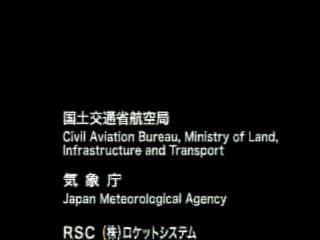 国土交通省航空局
Civil Aviation Bureau, Ministry of Land,
Infrastructure and Transport
気象庁
Japan Meteorological Agency
RSC (株)ロケットシステム